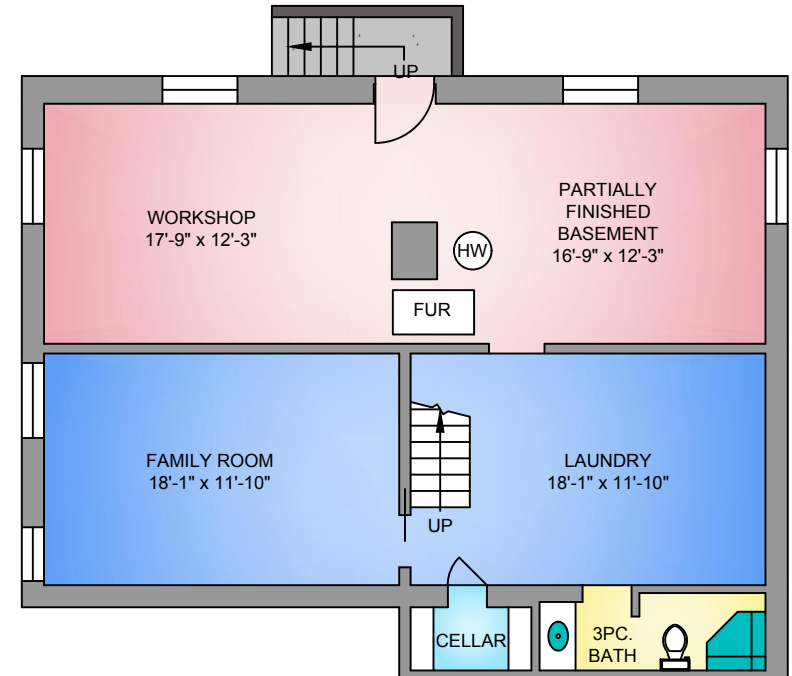 UP
WORKSHOP
17'-9" x 12'-3"
PARTIALLY
FINISHED
BASEMENT
16'-9" x 12'-3"
HW
FUR
FAMILY ROOM
18'-1" x 11'-10"
LAUNDRY
18'-1" x 11'-10"
UP
CELLAR
3PC.
BATH